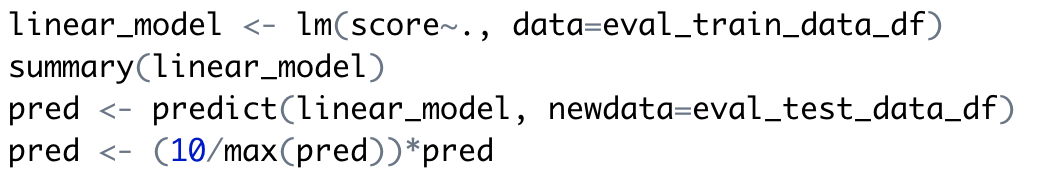 linear_model <- lm(score~., data=eval_train_data_df)
summary(linear_model)
pred <- predict(linear_model, newdata=eval_test_data_df)
pred <- (10/max(pred))*pred